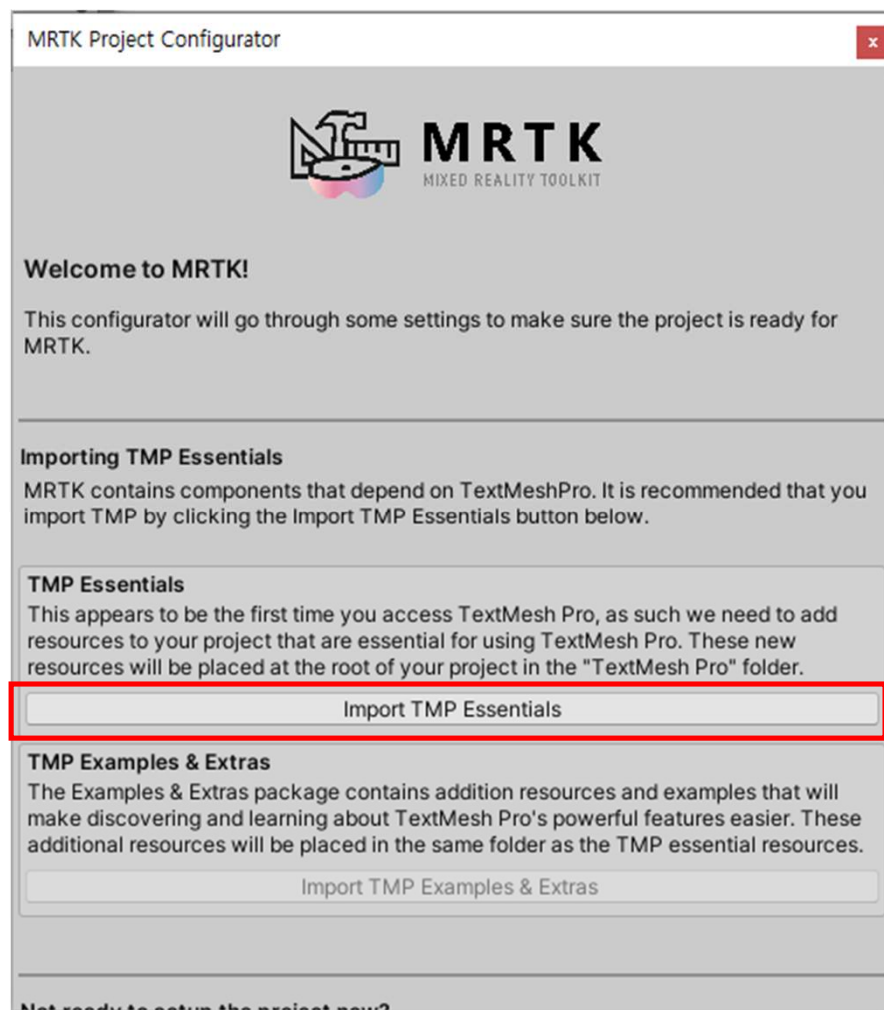 MRTK Project Configurator
x
MRTK
MIXED REALITY TOOLKIT
Welcome to MRTK!
This configurator will go through some settings to make sure the project is ready for
MRTK.
Importing TMP Essentials
MRTK contains components that depend on TextMeshPro. It is recommended that you
import TMP by clicking the Import TMP Essentials button below.
TMP Essentials
This appears to be the first time you access TextMesh Pro, as such we need to add
resources to your project that are essential for using TextMesh Pro. These new
resources will be placed at the root of your project in the "TextMesh Pro" folder.
Import TMP Essentials
TMP Examples & Extras
The Examples & Extras package contains addition resources and examples that will
make discovering and learning about TextMesh Pro's powerful features easier. These
additional resources will be placed in the same folder as the TMP essential resources.
Import TMP Examples & Extras
Not ready to setup the project now?